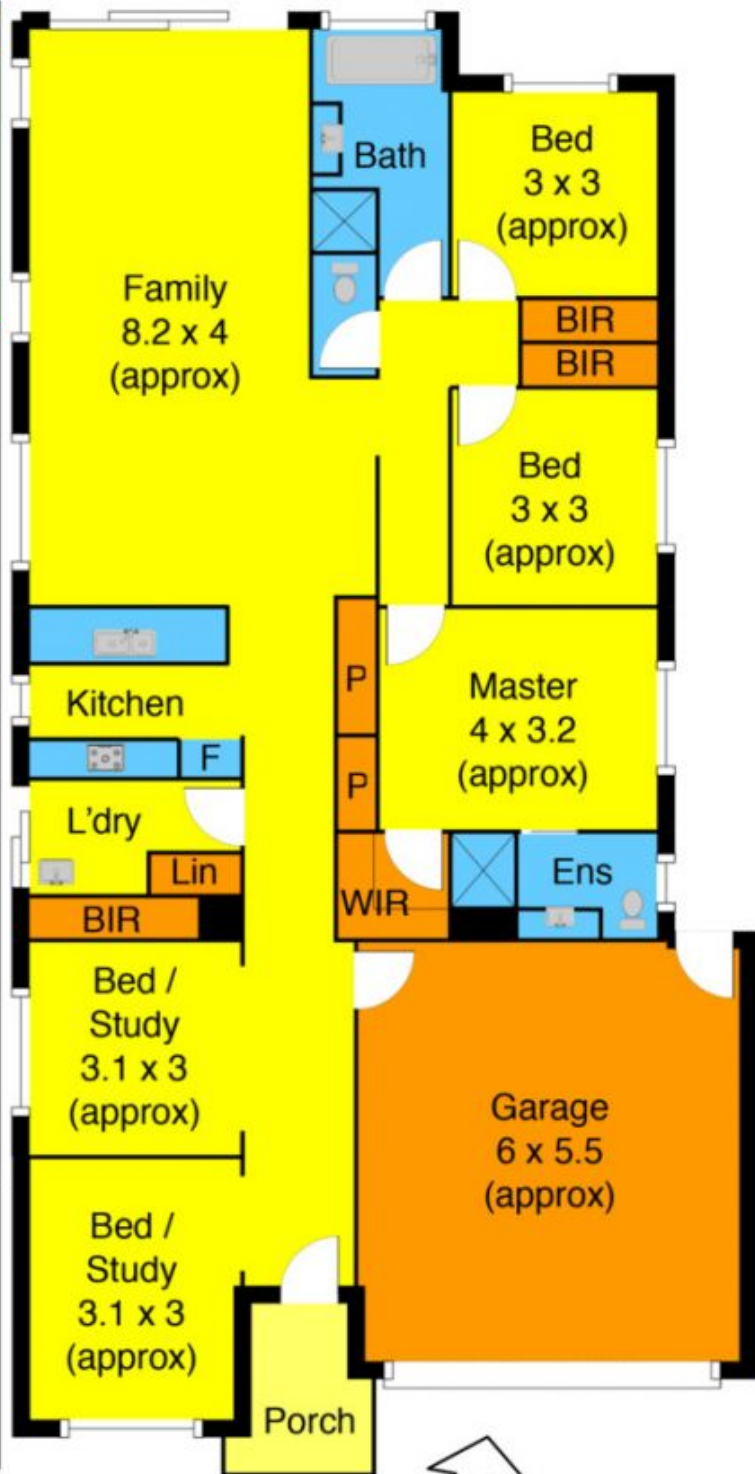 Bath
Bed
3 x 3
(approx)
Family
8.2 x 4
(approx)
BIR
BIR
Bed
3 x 3
(approx)
P
Kitchen
Master
4 x 3.2
(approx)
F
P
L'dry
Lin
WIR
Ens
BIR
Bed /
Study
3.1 x 3
(approx)
Garage
6 x 5.5
(approx)
Bed /
Study
3.1 x 3
(approx)
Porch